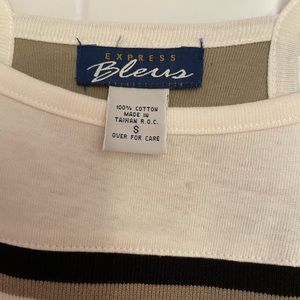 EXPRESS
Bleus
100% COTTON
MADE IN
TAIWAN R.O.C.
S
OVER FOR CARE